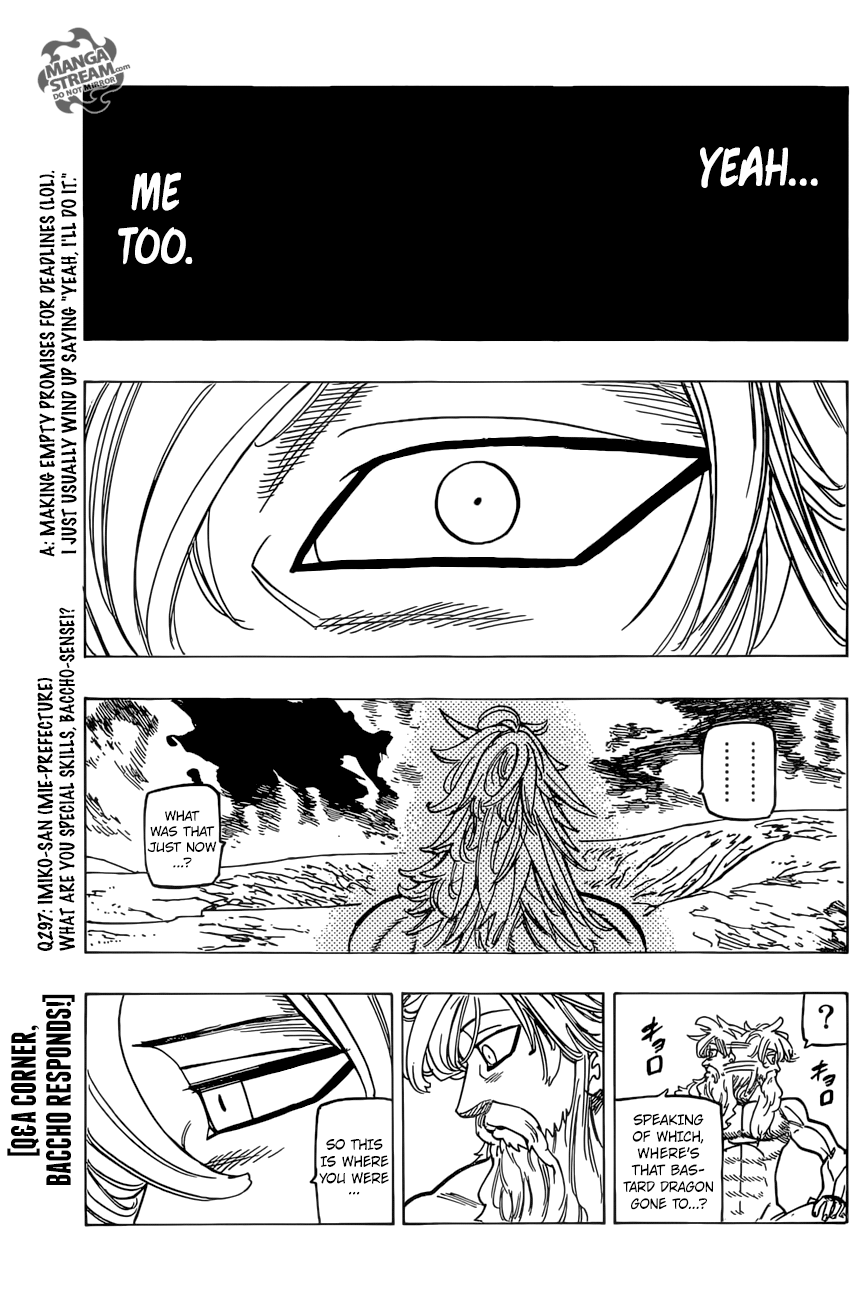 MANGA
STREAM.com
DO NOT MIRROR
YEAH...
ME
TOO.
.........
.........
WHAT
WAS THAT
JUST NOW
...?
?
キョロ
キョロ
SPEAKING
OF WHICH,
WHERE'S
THAT BAS-
TARD DRAGON
GONE TO...?
SO THIS
IS WHERE
YOU WERE
...
[Q&A CORNER,
BACCHO RESPONDS!]
Q297: IMIKO-SAN (MIE-PREFECTURE)
WHAT ARE YOU SPECIAL SKILLS, BACCHO-SENSEI?
A: MAKING EMPTY PROMISES FOR DEADLINES (LOL).
I JUST USUALLY WIND UP SAYING "YEAH, I'LL DO IT."